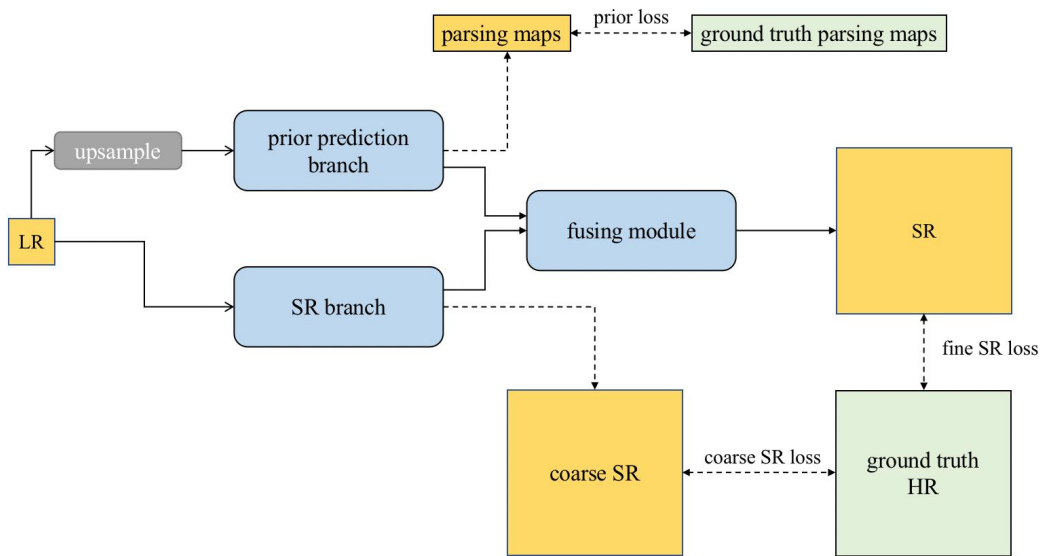 parsing maps
prior loss
ground truth parsing maps
upsample
prior prediction
branch
LR
fusing module
SR
SR branch
fine SR loss
coarse SR
coarse SR loss
ground truth
HR